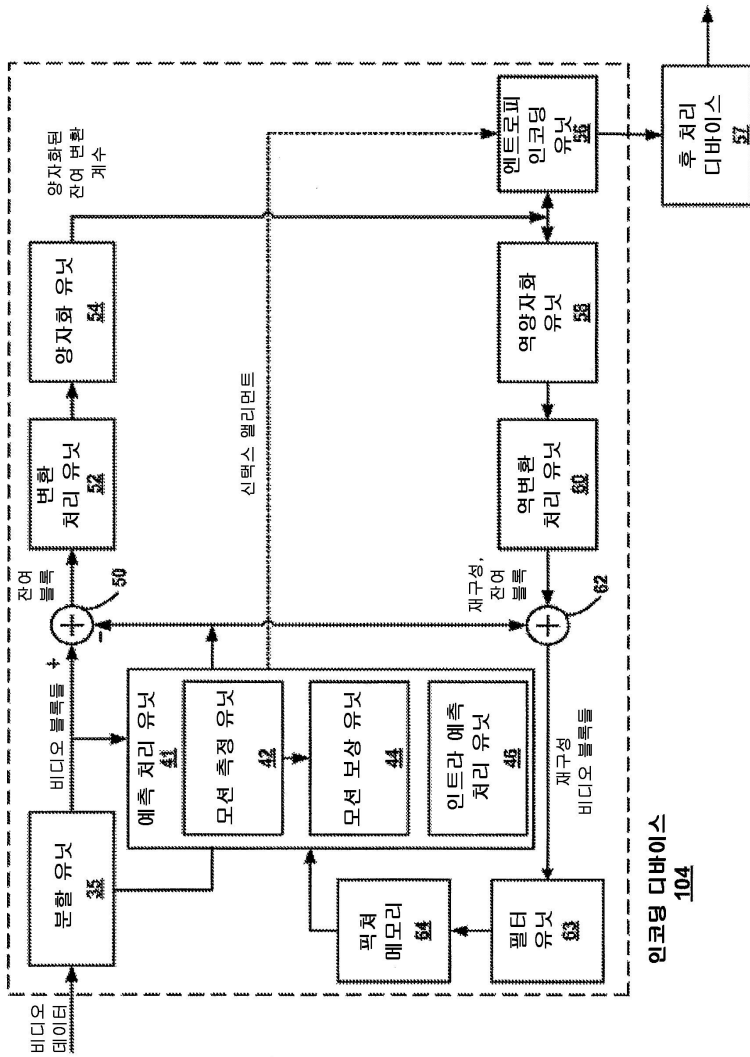 비디오
데이터
분할 유닛
35
비디오 블록들
+
-
50
잔여
블록
변환
처리 유닛
52
양자화 유닛
54
양자화된
잔여 변환
계수
예측 처리 유닛
41
모션 측정 유닛
42
모션 보상 유닛
44
인트라 예측
처리 유닛
46
신택스 앨리먼트
픽쳐
메모리
64
필터
유닛
63
재구성
비디오 블록들
62
재구성,
잔여 블록
역변환
처리 유닛
60
역양자화
유닛
58
엔트로피
인코딩
유닛
56
후 처리
디바이스
57
인코딩 디바이스
104